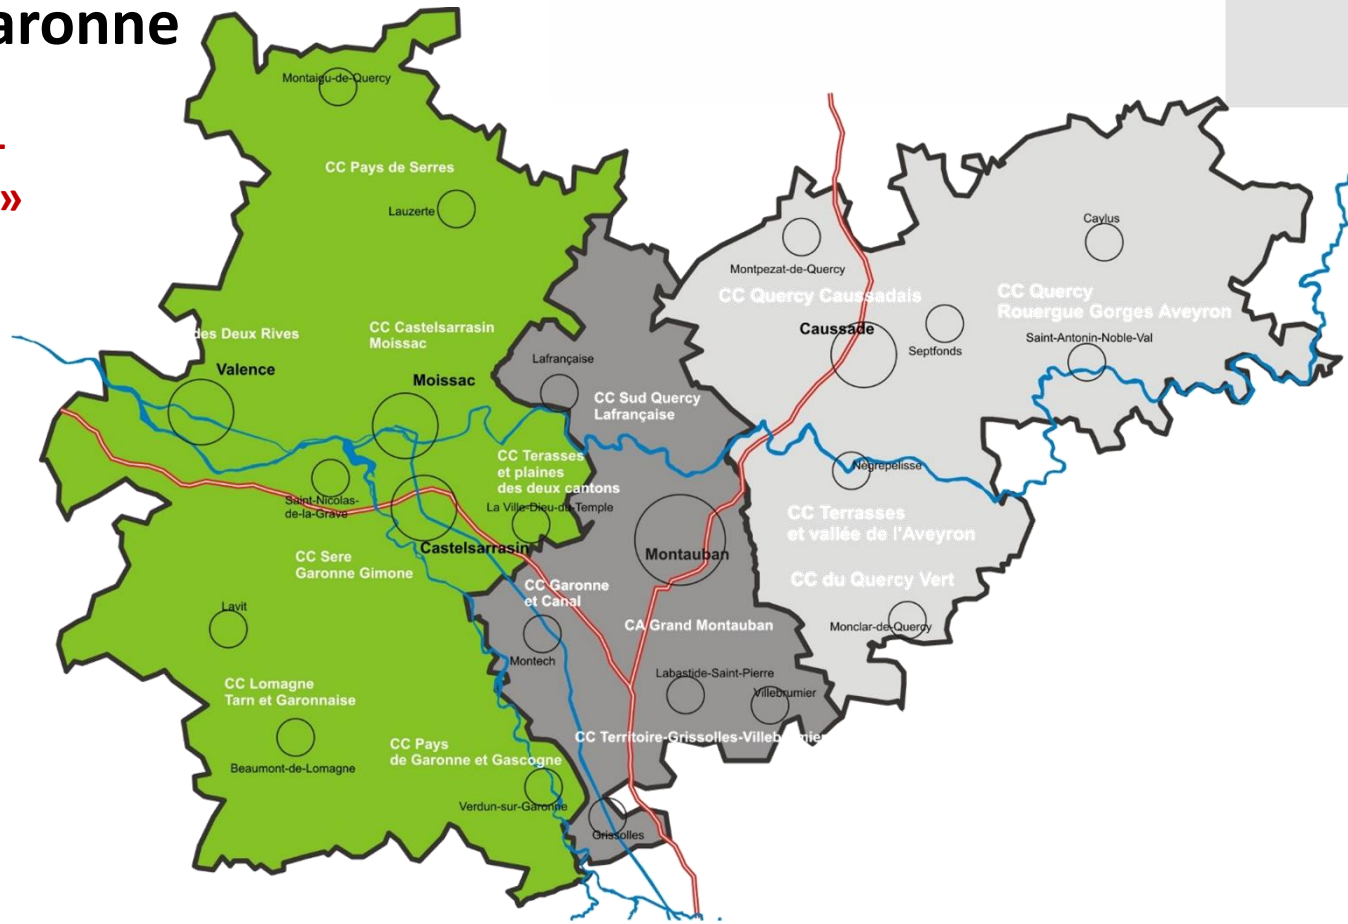 aronne
»
Montaigu-de-Quercy
CC Pays de Serres
Lauzerte
Caylus
Montpezat-de-Quercy
CC Quercy Caussadais
CC Quercy
Rouergue Gorges Aveyron
Caussade
Septfonds
Saint-Antonin-Noble-Val
des Deux Rives
CC Castelsarrasin
Moissac
Valence
Moissac
Lafrançaise
CC Sud Quercy
Lafrançaise
CC Terasses
et plaines
des deux cantons
Nègrepelisse
Saint-Nicolas-
de-la-Grave
La Ville-Dieu-du-Temple
CC Terrasses
et vallée de l'Aveyron
Castelsarrasin
Montauban
CC Sere
Garonne Gimone
CC Garonne
et Canal
CC du Quercy Vert
Lavit
CA Grand Montauban
Monclar-de-Quercy
Montech
Labastide-Saint-Pierre
Villebrumier
CC Lomagne
Tarn et Garonnaise
CC Territoire-Grissolles-Villebrumier
CC Pays
de Garonne et Gascogne
Beaumont-de-Lomagne
Verdun-sur-Garonne
Grissolles